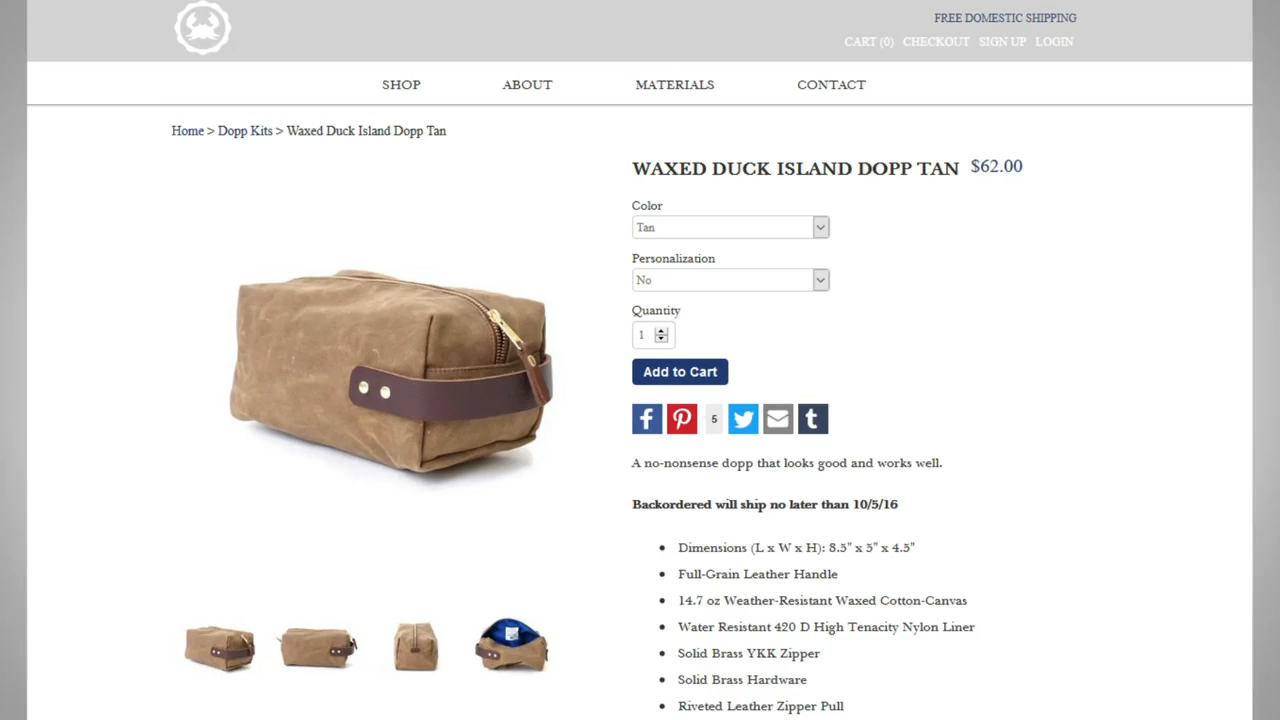 FREE DOMESTIC SHIPPING
CART (0) CHECKOUT SIGN UP LOGIN
SHOP ABOUT MATERIALS CONTACT
Home > Dopp Kits > Waxed Duck Island Dopp Tan
WAXED DUCK ISLAND DOPP TAN $62.00
Color
Tan
Personalization
No
Quantity
1
Add to Cart
5
A no-nonsense dopp that looks good and works well.
Backordered will ship no later than 10/5/16
Dimensions (L x W x H): 8.5" x 5" x 4.5"
Full-Grain Leather Handle
14.7 oz Weather-Resistant Waxed Cotton-Canvas
Water Resistant 420 D High Tenacity Nylon Liner
Solid Brass YKK Zipper
Solid Brass Hardware
Riveted Leather Zipper Pull